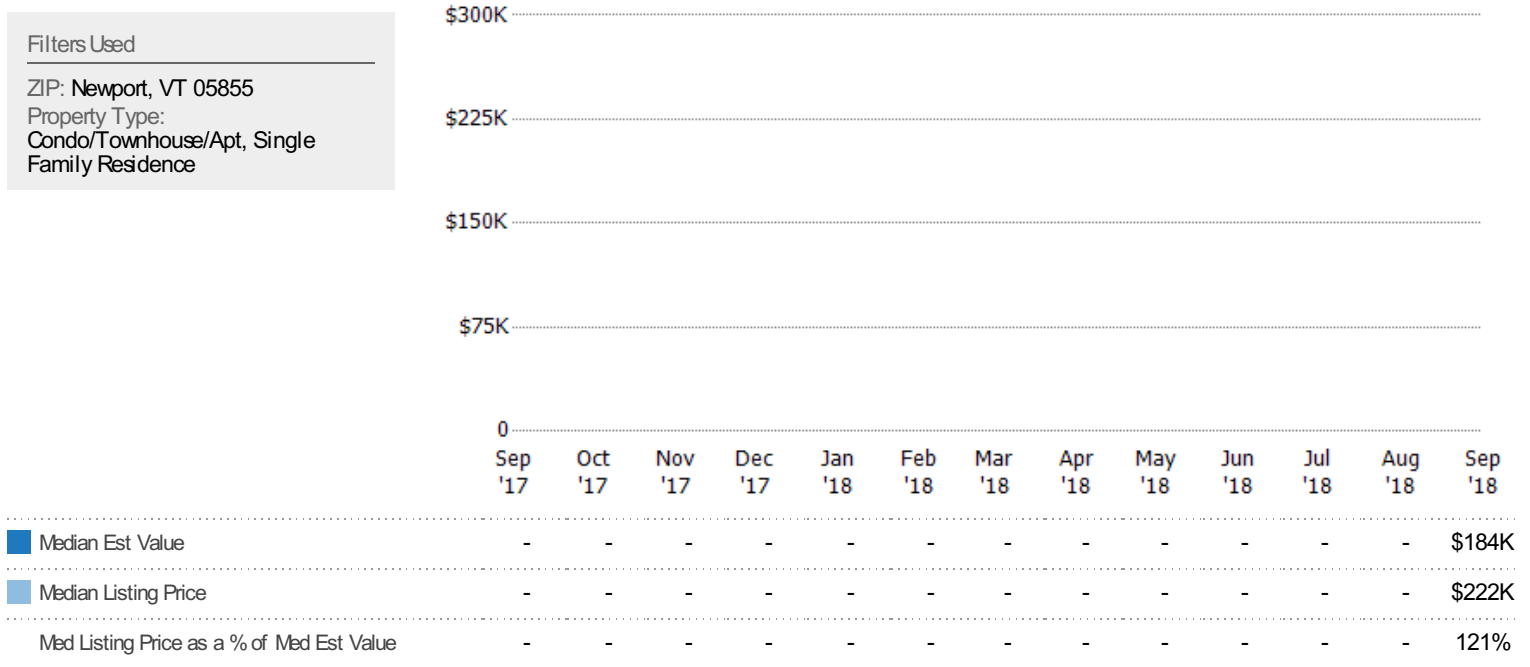 Filters Used
ZIP: Newport, VT 05855
Property Type:
Condo/Townhouse/Apt, Single
Family Residence
$300K
$225K
$150K
$75K
0
Sep Oct Nov Dec Jan Feb Mar Apr May Jun Jul Aug Sep
'17 '17 '17 '17 '18 '18 '18 '18 '18 '18 '18 '18 '18
Median Est Value - - - - - - - - - - - - $184K
Median Listing Price - - - - - - - - - - - - $222K
Med Listing Price as a % of Med Est Value - - - - - - - - - - - - 121%